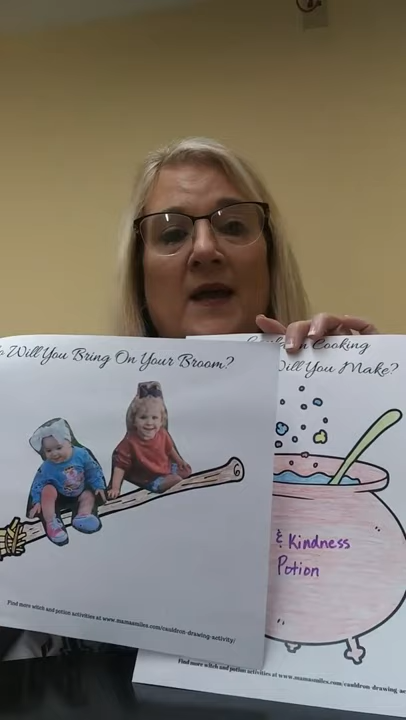 Will You Bring On Your Broom?
Cooking
Will You Make?
& Kindness
Potion
Find more witch and potion activities at www.mamasmiles.com/cauldron-drawing-activity/
Find more witch and potion activities at www.mamasmiles.com/cauldron-drawing